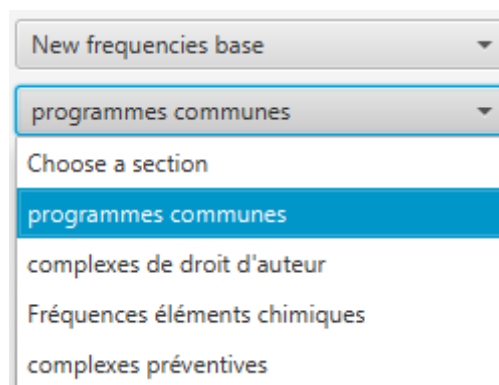 New frequencies base
programmes communes
Choose a section
programmes communes
complexes de droit d'auteur
Fréquences éléments chimiques
complexes préventives